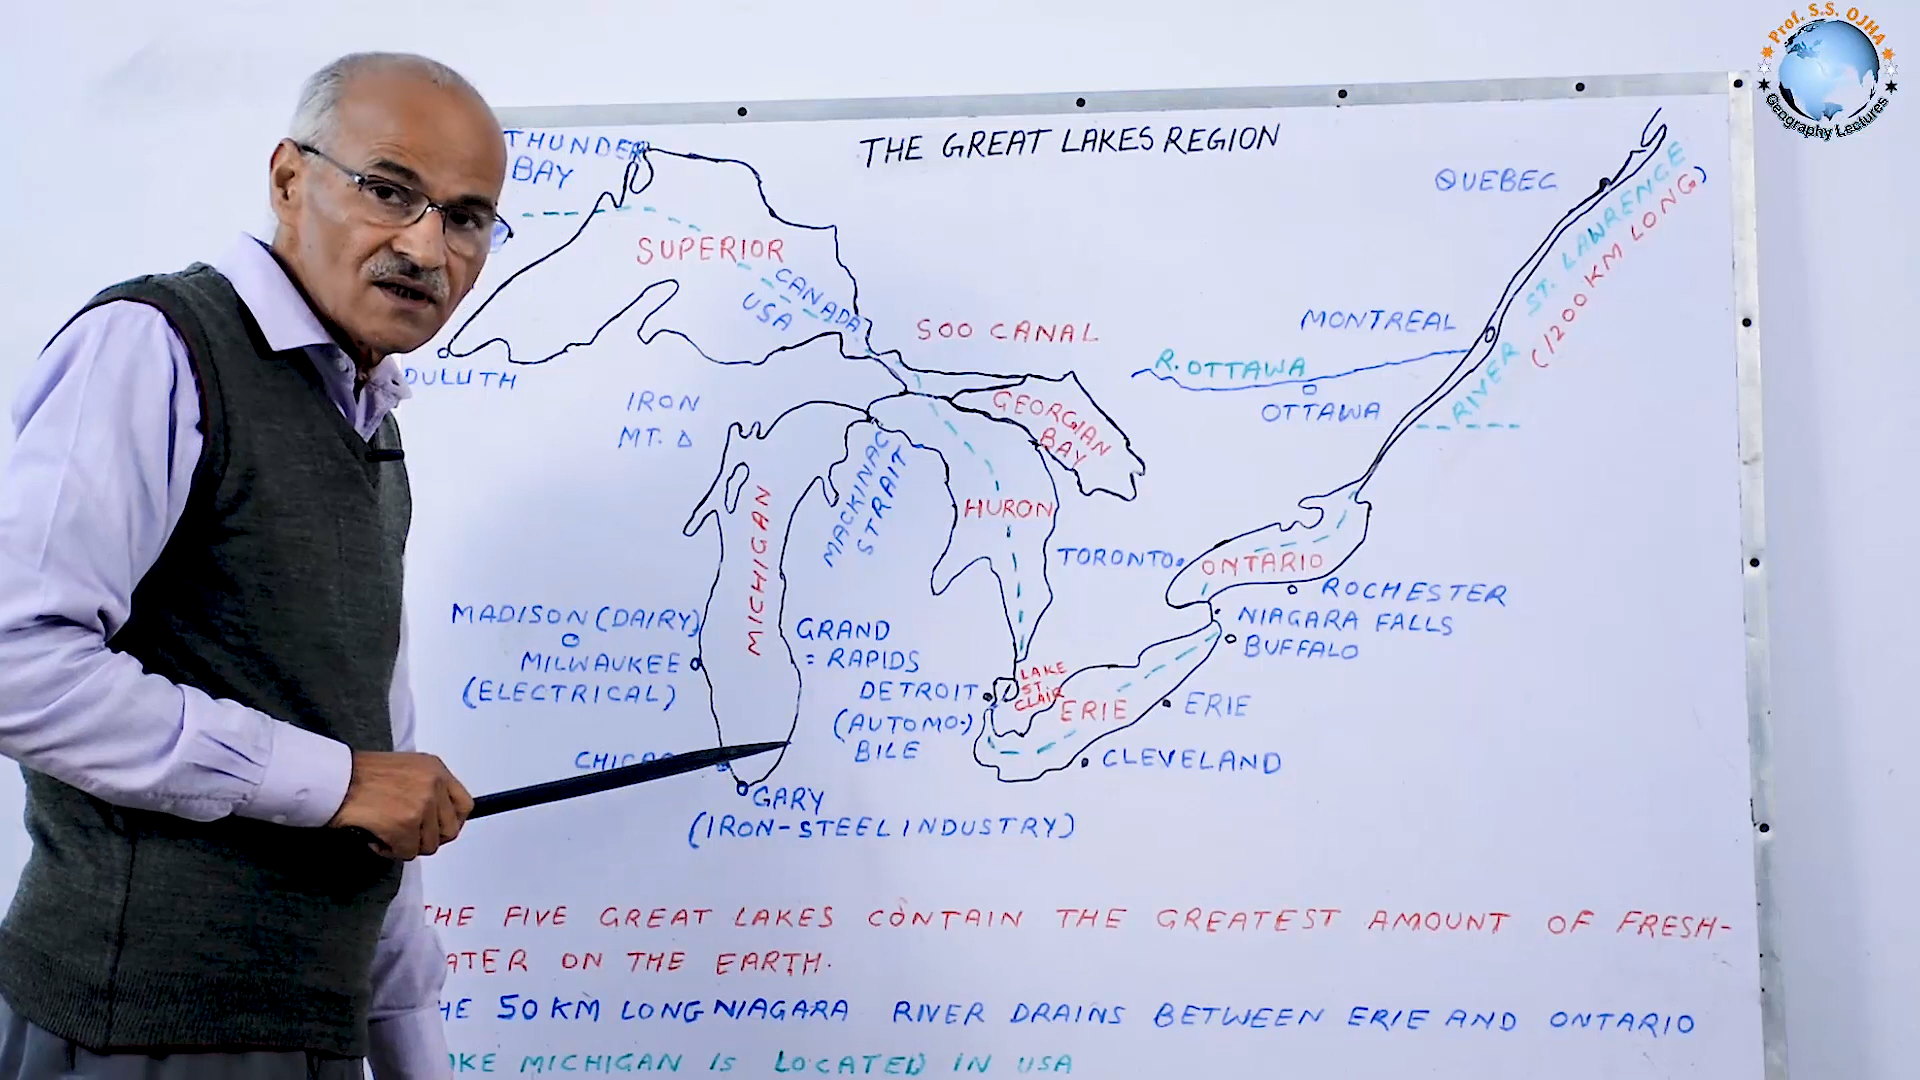 Prof. S.S. OJHA
Geography Lectures
THE GREAT LAKES REGION
THUNDER
BAY
QUEBEC
SUPERIOR
CANADA
USA
SOO CANAL
MONTREAL
RIVER ST. LAWRENCE
(1200 KM LONG)
R. OTTAWA
OTTAWA
DULUTH
IRON
MT.
GEORGIAN
BAY
MACKINAC
STRAIT
MICHIGAN
HURON
TORONTO
ONTARIO
ROCHESTER
NIAGARA FALLS
BUFFALO
MADISON (DAIRY)
MILWAUKEE
(ELECTRICAL)
GRAND
RAPIDS
LAKE
ST.
CLAIR
DETROIT
(AUTOMO.)
BILE
ERIE
ERIE
CLEVELAND
GARY
(IRON-STEEL INDUSTRY)
THE FIVE GREAT LAKES CONTAIN THE GREATEST AMOUNT OF FRESH-
ATER ON THE EARTH.
HE 50 KM LONG NIAGARA RIVER DRAINS BETWEEN ERIE AND ONTARIO
AKE MICHIGAN IS LOCATED IN USA